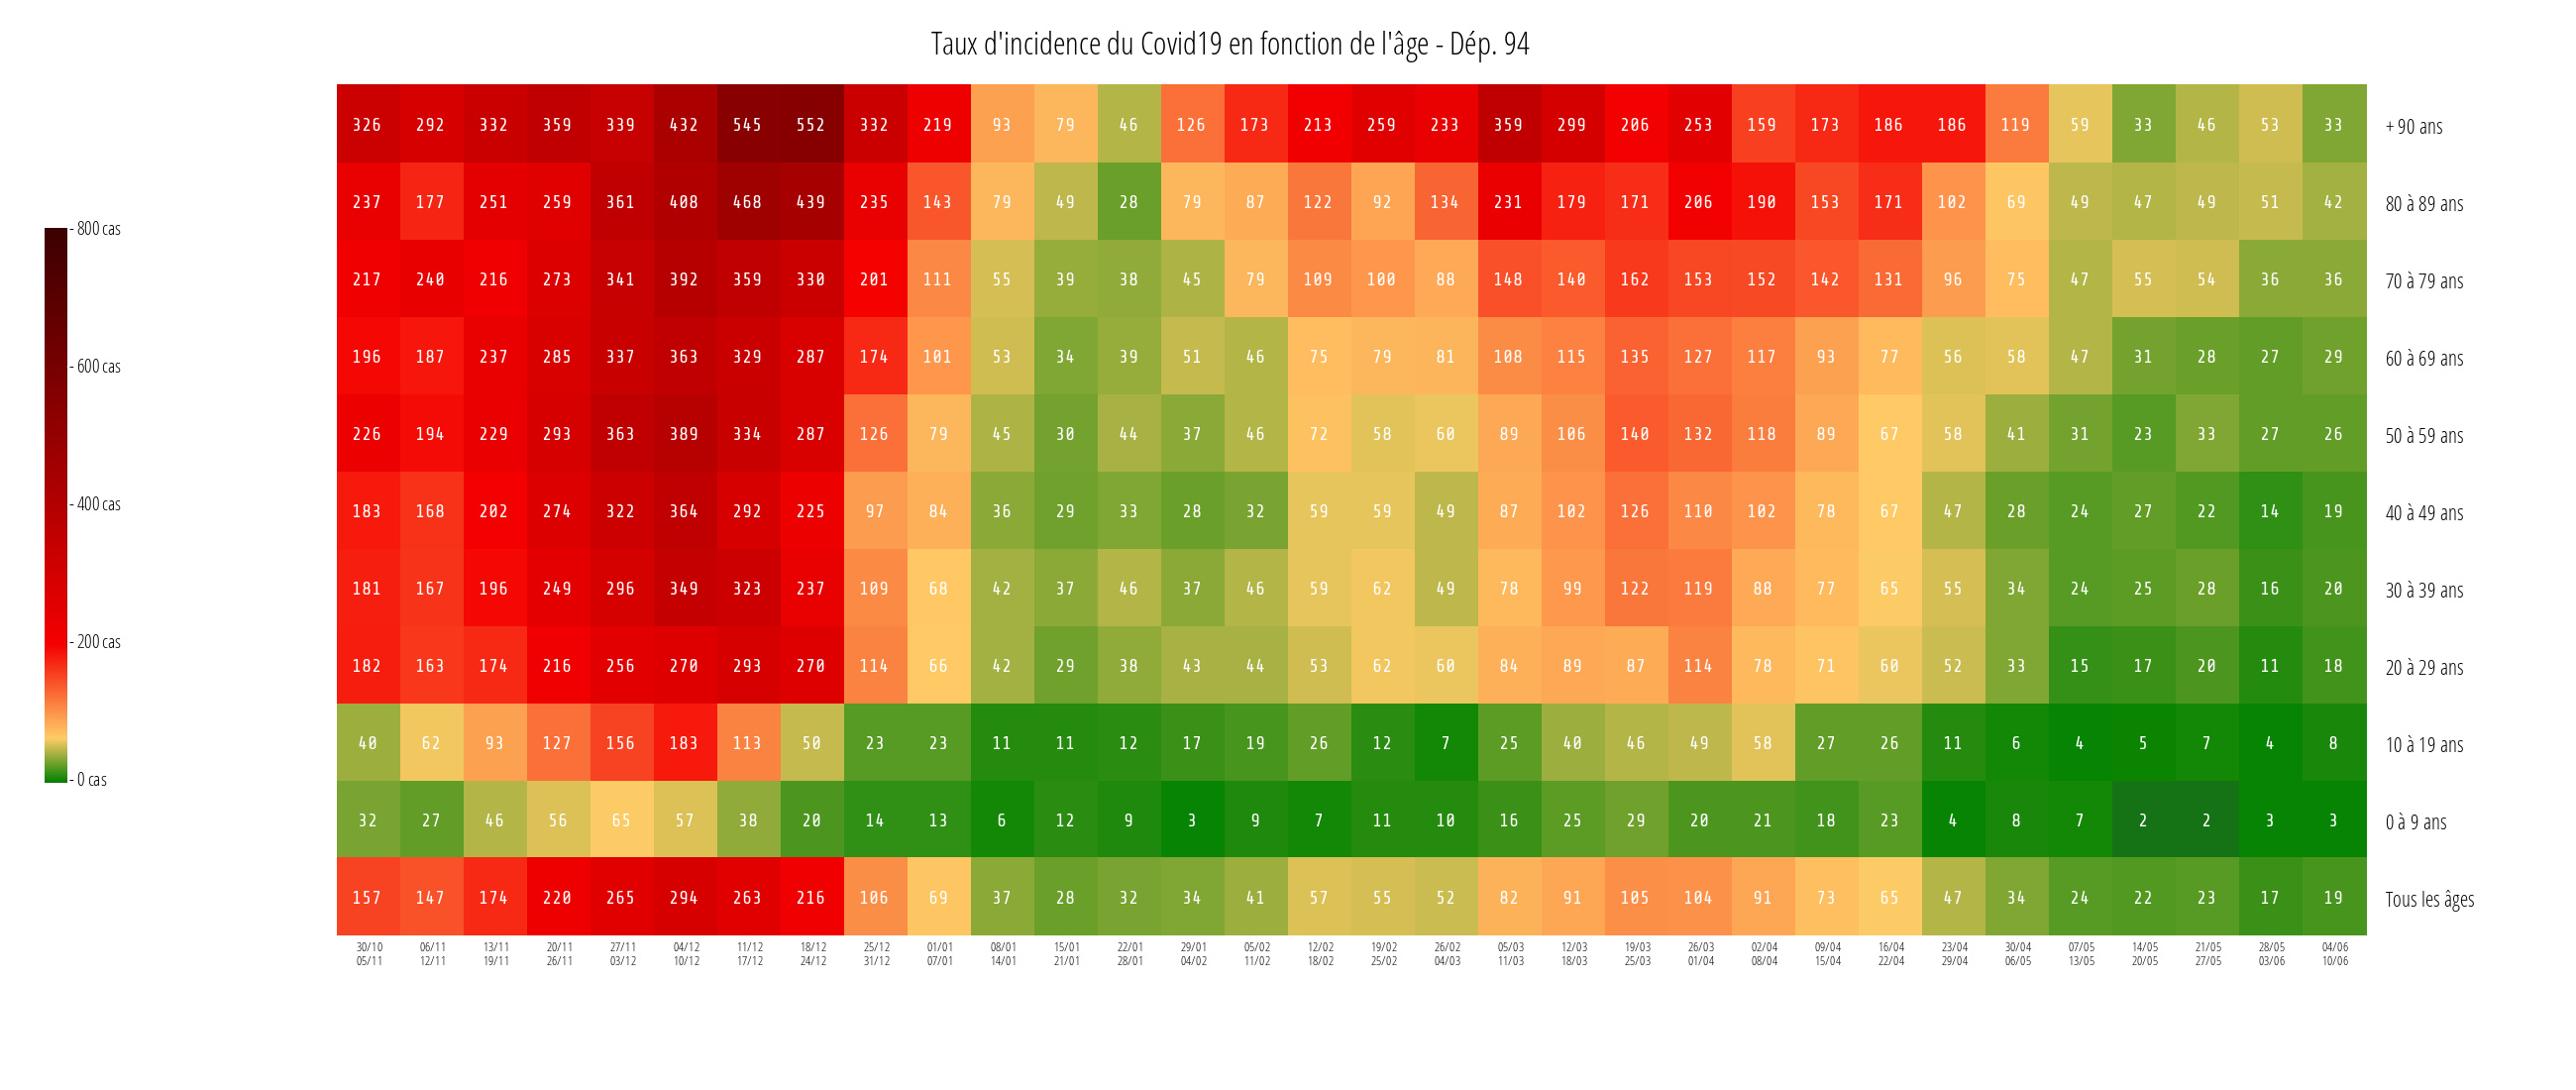 Taux d'incidence du Covid19 en fonction de l'âge - Dép. 94
326 292 332 359 339 432 545 552 332 219 93 79 46 126 173 213 259 233 359 299 206 253 159 173 186 186 119 59 33 46 53 33 + 90 ans
237 177 251 259 361 408 468 439 235 143 79 49 28 79 87 122 92 134 231 179 171 206 190 153 171 102 69 49 47 49 51 42 80 à 89 ans
- 800 cas
217 240 216 273 341 392 359 330 201 111 55 39 38 45 79 109 100 88 148 140 162 153 152 142 131 96 75 47 55 54 36 36 70 à 79 ans
196 187 237 285 337 363 329 287 174 101 53 34 39 51 46 75 79 81 108 115 135 127 117 93 77 56 58 47 31 28 27 29 60 à 69 ans
- 600 cas
226 194 229 293 363 389 334 287 126 79 45 30 44 37 46 72 58 60 89 106 140 132 118 89 67 58 41 31 23 33 27 26 50 à 59 ans
- 400 cas
183 168 202 274 322 364 292 225 97 84 36 29 33 28 32 59 59 49 87 102 126 110 102 78 67 47 28 24 27 22 14 19 40 à 49 ans
181 167 196 249 296 349 323 237 109 68 42 37 46 37 46 59 62 49 78 99 122 119 88 77 65 55 34 24 25 28 16 20 30 à 39 ans
- 200 cas
182 163 174 216 256 270 293 270 114 66 42 29 38 43 44 53 62 60 84 89 87 114 78 71 60 52 33 15 17 20 11 18 20 à 29 ans
40 62 93 127 156 183 113 50 23 23 11 11 12 17 19 26 12 7 25 40 46 49 58 27 26 11 6 4 5 7 4 8 10 à 19 ans
- 0 cas
32 27 46 56 65 57 38 20 14 13 6 12 9 3 9 7 11 10 16 25 29 20 21 18 23 4 8 7 2 2 3 3 0 à 9 ans
157 147 174 220 265 294 263 216 106 69 37 28 32 34 41 57 55 52 82 91 105 104 91 73 65 47 34 24 22 23 17 19 Tous les âges
30/10 06/11 13/11 20/11 27/11 04/12 11/12 18/12 25/12 01/01 08/01 15/01 22/01 29/01 05/02 12/02 19/02 26/02 05/03 12/03 19/03 26/03 02/04 09/04 16/04 23/04 30/04 07/05 14/05 21/05 28/05 04/06
05/11 12/11 19/11 26/11 03/12 10/12 17/12 24/12 31/12 07/01 14/01 21/01 28/01 04/02 11/02 18/02 25/02 04/03 11/03 18/03 25/03 01/04 08/04 15/04 22/04 29/04 06/05 13/05 20/05 27/05 03/06 10/06